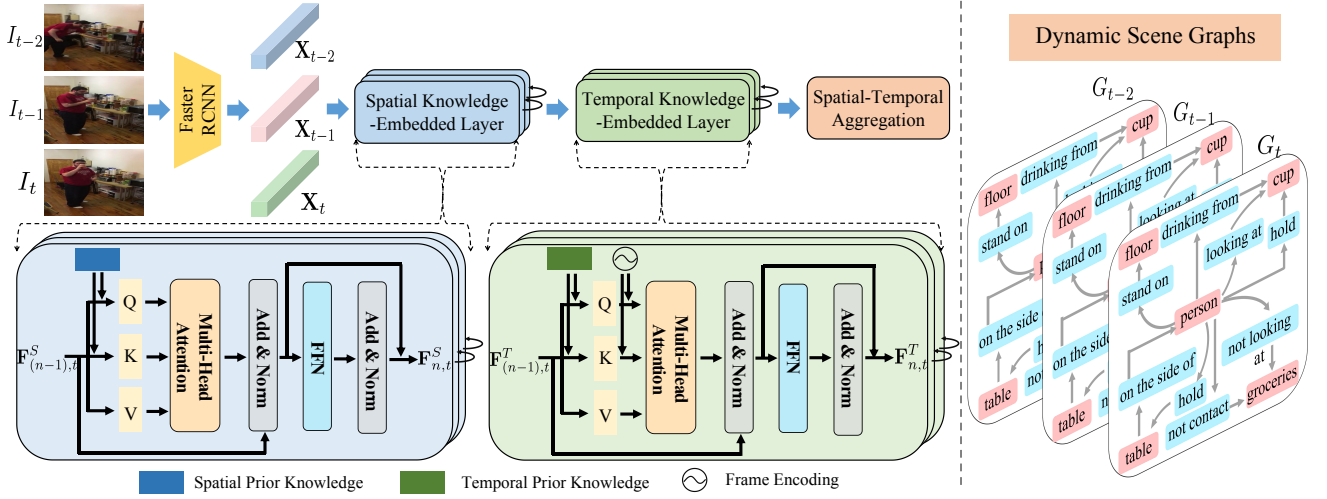 I_{t-2}
I_{t-1}
I_t
Faster
RCNN
X_{t-2}
X_{t-1}
X_t
Spatial Knowledge
-Embedded Layer
Temporal Knowledge
-Embedded Layer
Spatial-Temporal
Aggregation
F^S_{(n-1),t}
Q
K
V
Multi-Head
Attention
Add & Norm
FFN
Add & Norm
F^S_{n,t}
F^T_{(n-1),t}
Q
K
V
Multi-Head
Attention
Add & Norm
FFN
Add & Norm
F^T_{n,t}
Spatial Prior Knowledge
Temporal Prior Knowledge
Frame Encoding
Dynamic Scene Graphs
G_{t-2}
cup
drinking from
floor
stand on
on the side of
table
G_{t-1}
cup
drinking from
looking at
floor
stand on
on the side of
table
G_t
cup
drinking from
floor
looking at
hold
stand on
person
not looking
at
on the side of
hold
groceries
not contact
table